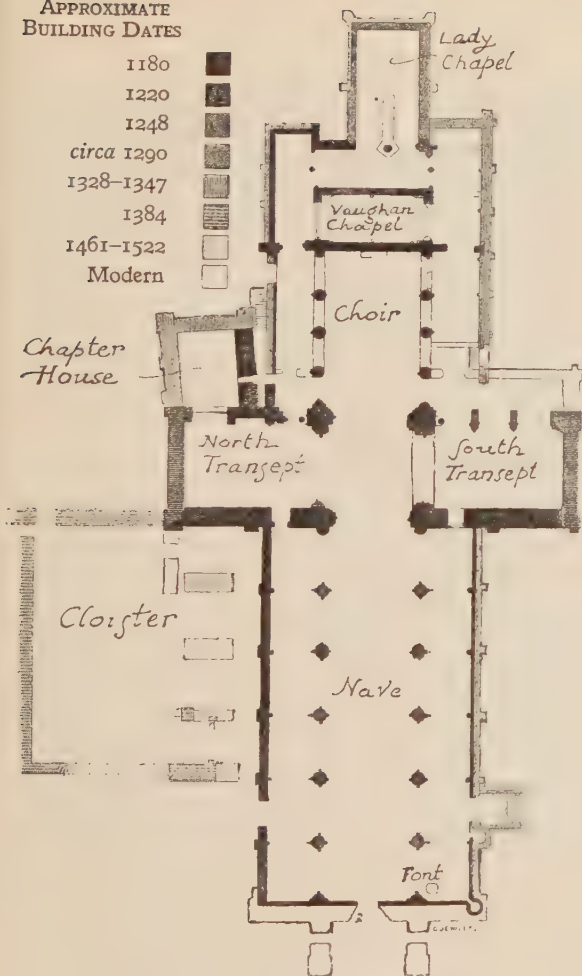 APPROXIMATE
BUILDING DATES
1180
1220
1248
circa 1290
1328–1347
1384
1461–1522
Modern
Lady
Chapel
Vaughan
Chapel
Choir
Chapter
House
North
Transept
South
Transept
Cloister
Nave
Font